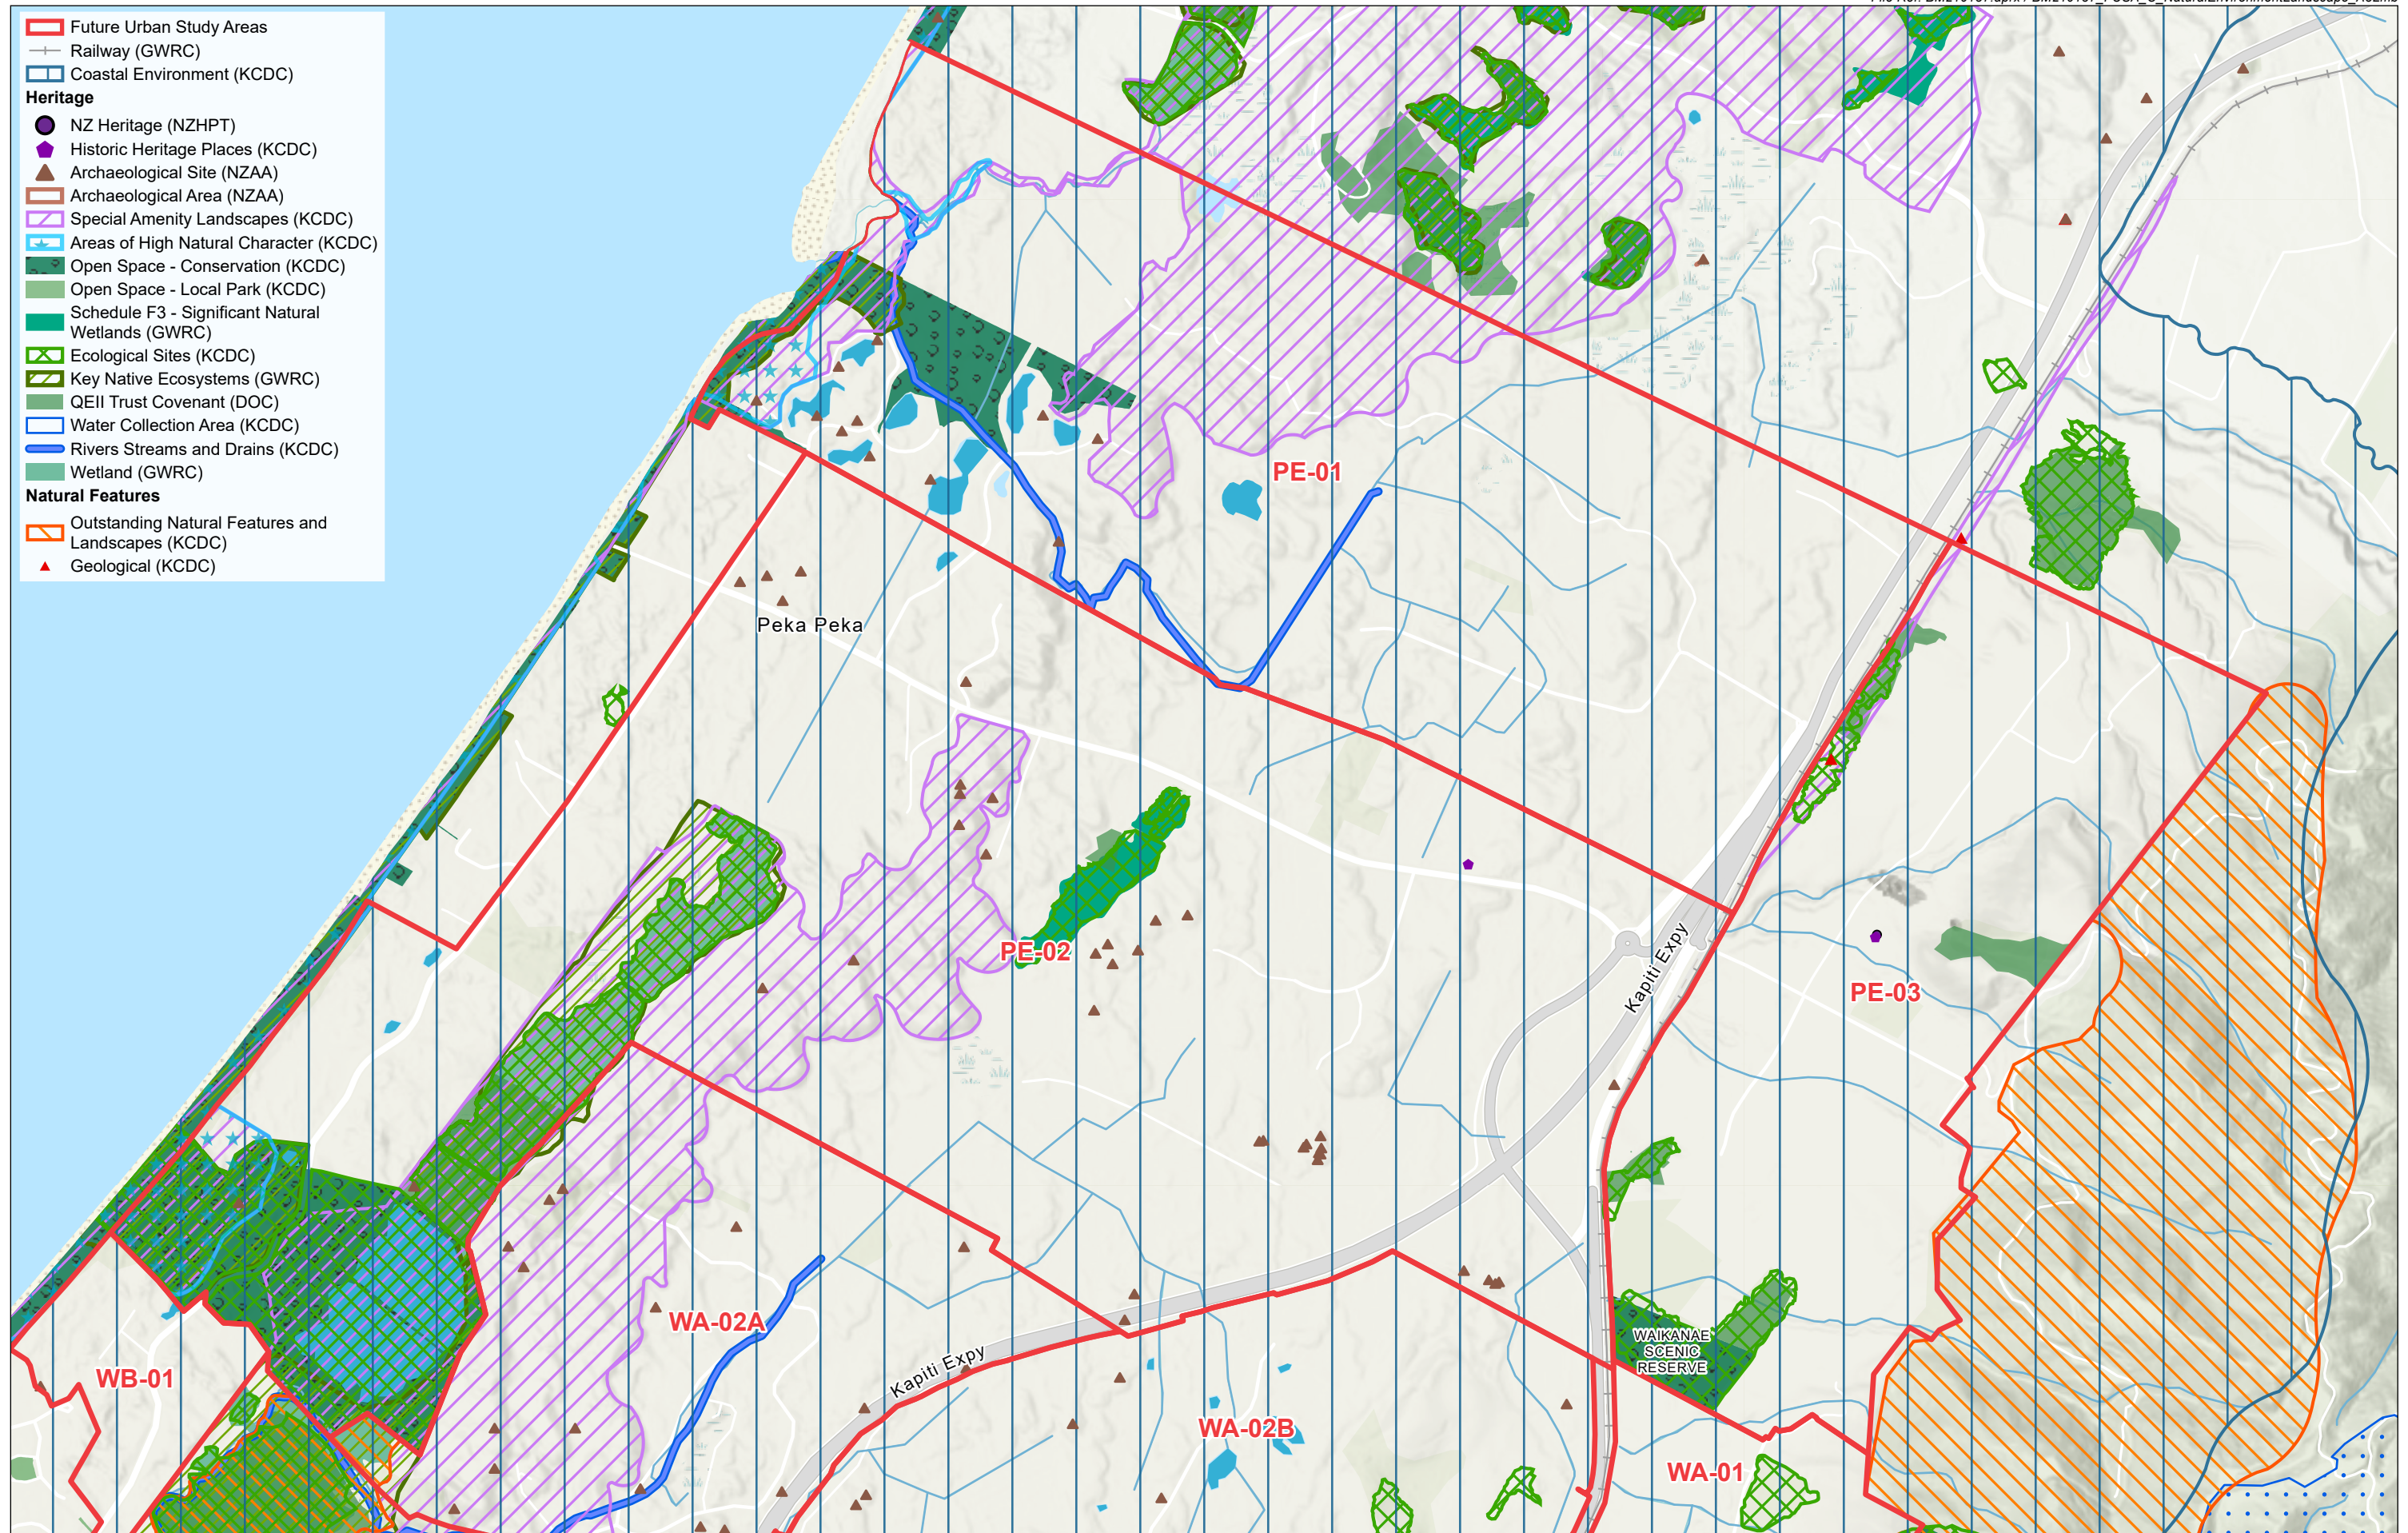 Future Urban Study Areas
Railway (GWRC)
Coastal Environment (KCDC)
Heritage
NZ Heritage (NZHPT)
Historic Heritage Places (KCDC)
Archaeological Site (NZAA)
Archaeological Area (NZAA)
Special Amenity Landscapes (KCDC)
Areas of High Natural Character (KCDC)
Open Space - Conservation (KCDC)
Open Space - Local Park (KCDC)
Schedule F3 - Significant Natural
Wetlands (GWRC)
Ecological Sites (KCDC)
Key Native Ecosystems (GWRC)
QEII Trust Covenant (DOC)
Water Collection Area (KCDC)
Rivers Streams and Drains (KCDC)
Wetland (GWRC)
Natural Features
Outstanding Natural Features and
Landscapes (KCDC)
Geological (KCDC)
PE-01
Peka Peka
PE-02
Kapiti Expy
PE-03
WA-02A
Kapiti Expy
WAIKANAE
SCENIC
RESERVE
WB-01
WA-02B
WA-01